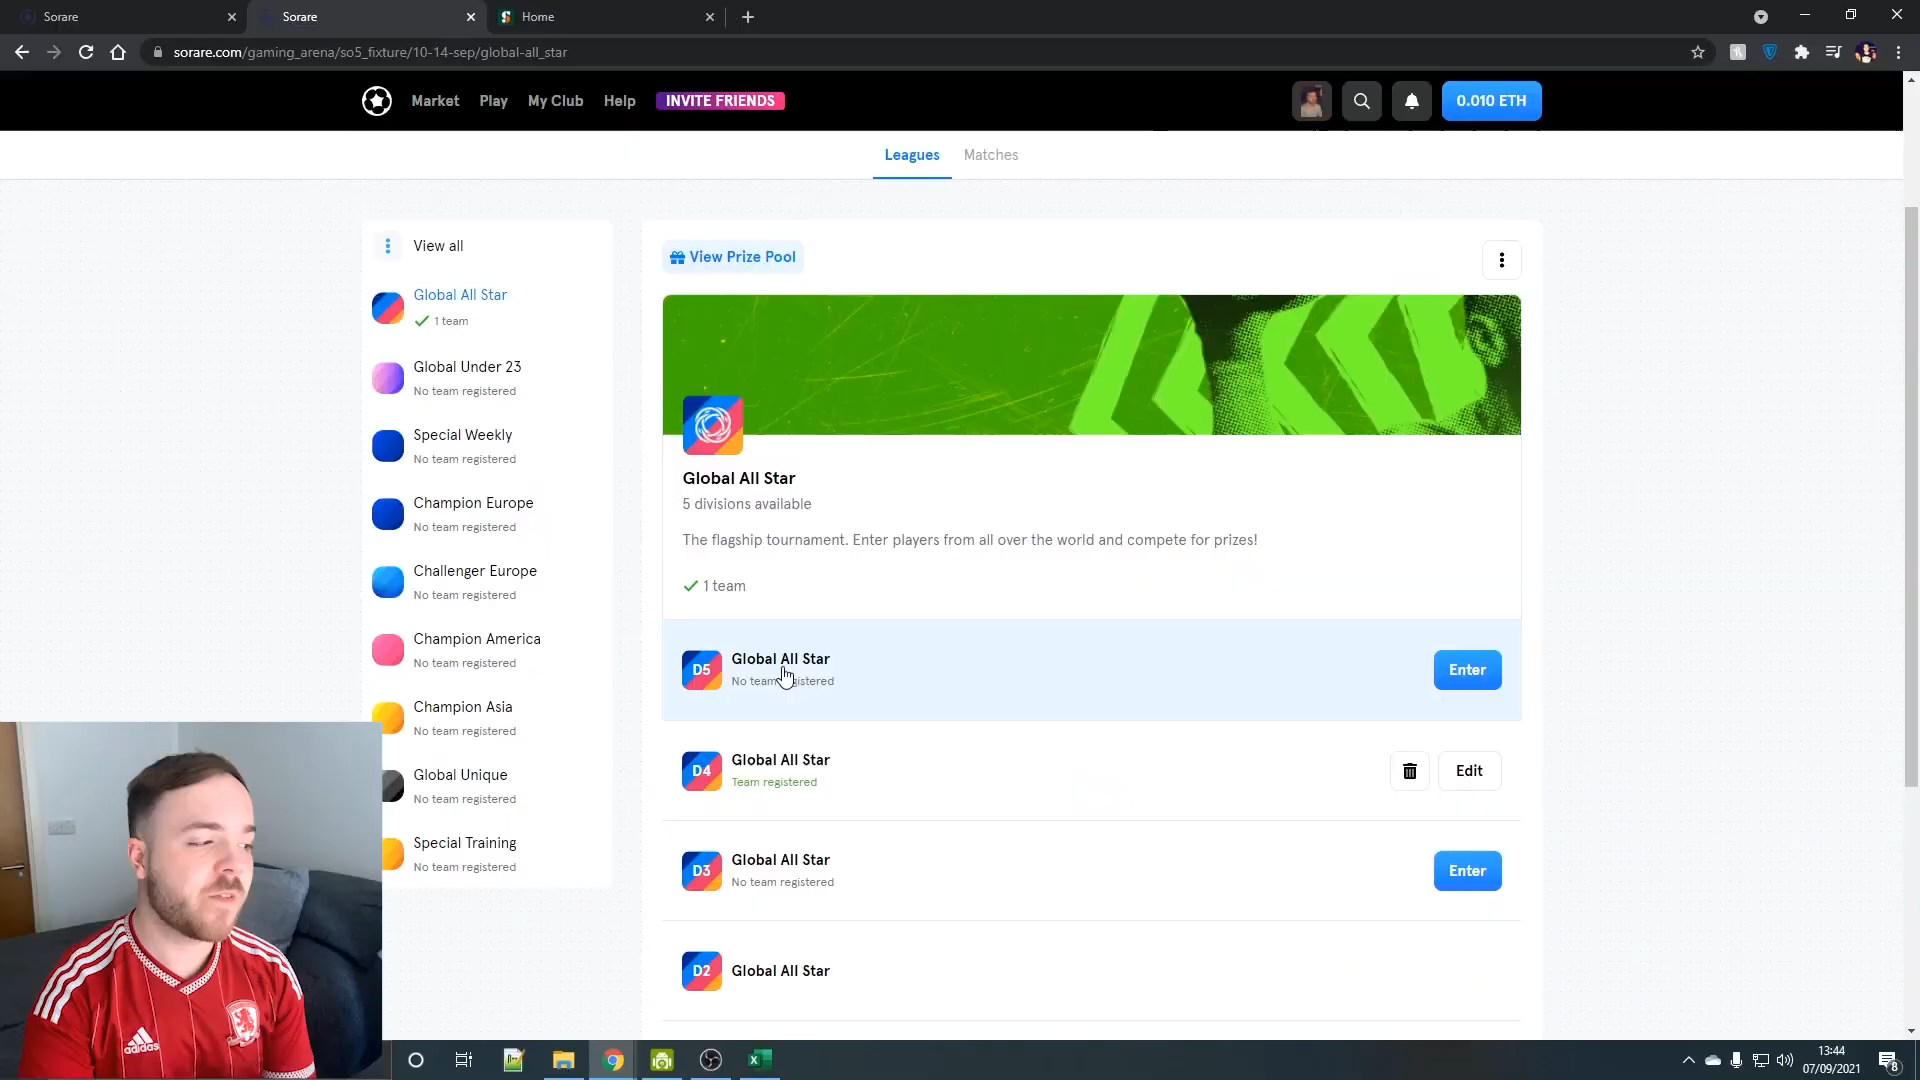 Sorare
Sorare
Home
sorare.com/gaming_arena/so5_fixture/10-14-sep/global-all_star
Market
Play
My Club
Help
INVITE FRIENDS
0.010 ETH
Leagues
Matches
View all
Global All Star
1 team
Global Under 23
No team registered
Special Weekly
No team registered
Champion Europe
No team registered
Challenger Europe
No team registered
Champion America
No team registered
Champion Asia
No team registered
Global Unique
No team registered
Special Training
No team registered
View Prize Pool
Global All Star
5 divisions available
The flagship tournament. Enter players from all over the world and compete for prizes!
1 team
D5
Global All Star
No team registered
Enter
D4
Global All Star
Team registered
Edit
D3
Global All Star
No team registered
Enter
D2
Global All Star
adidas
13:44
07/09/2021
8